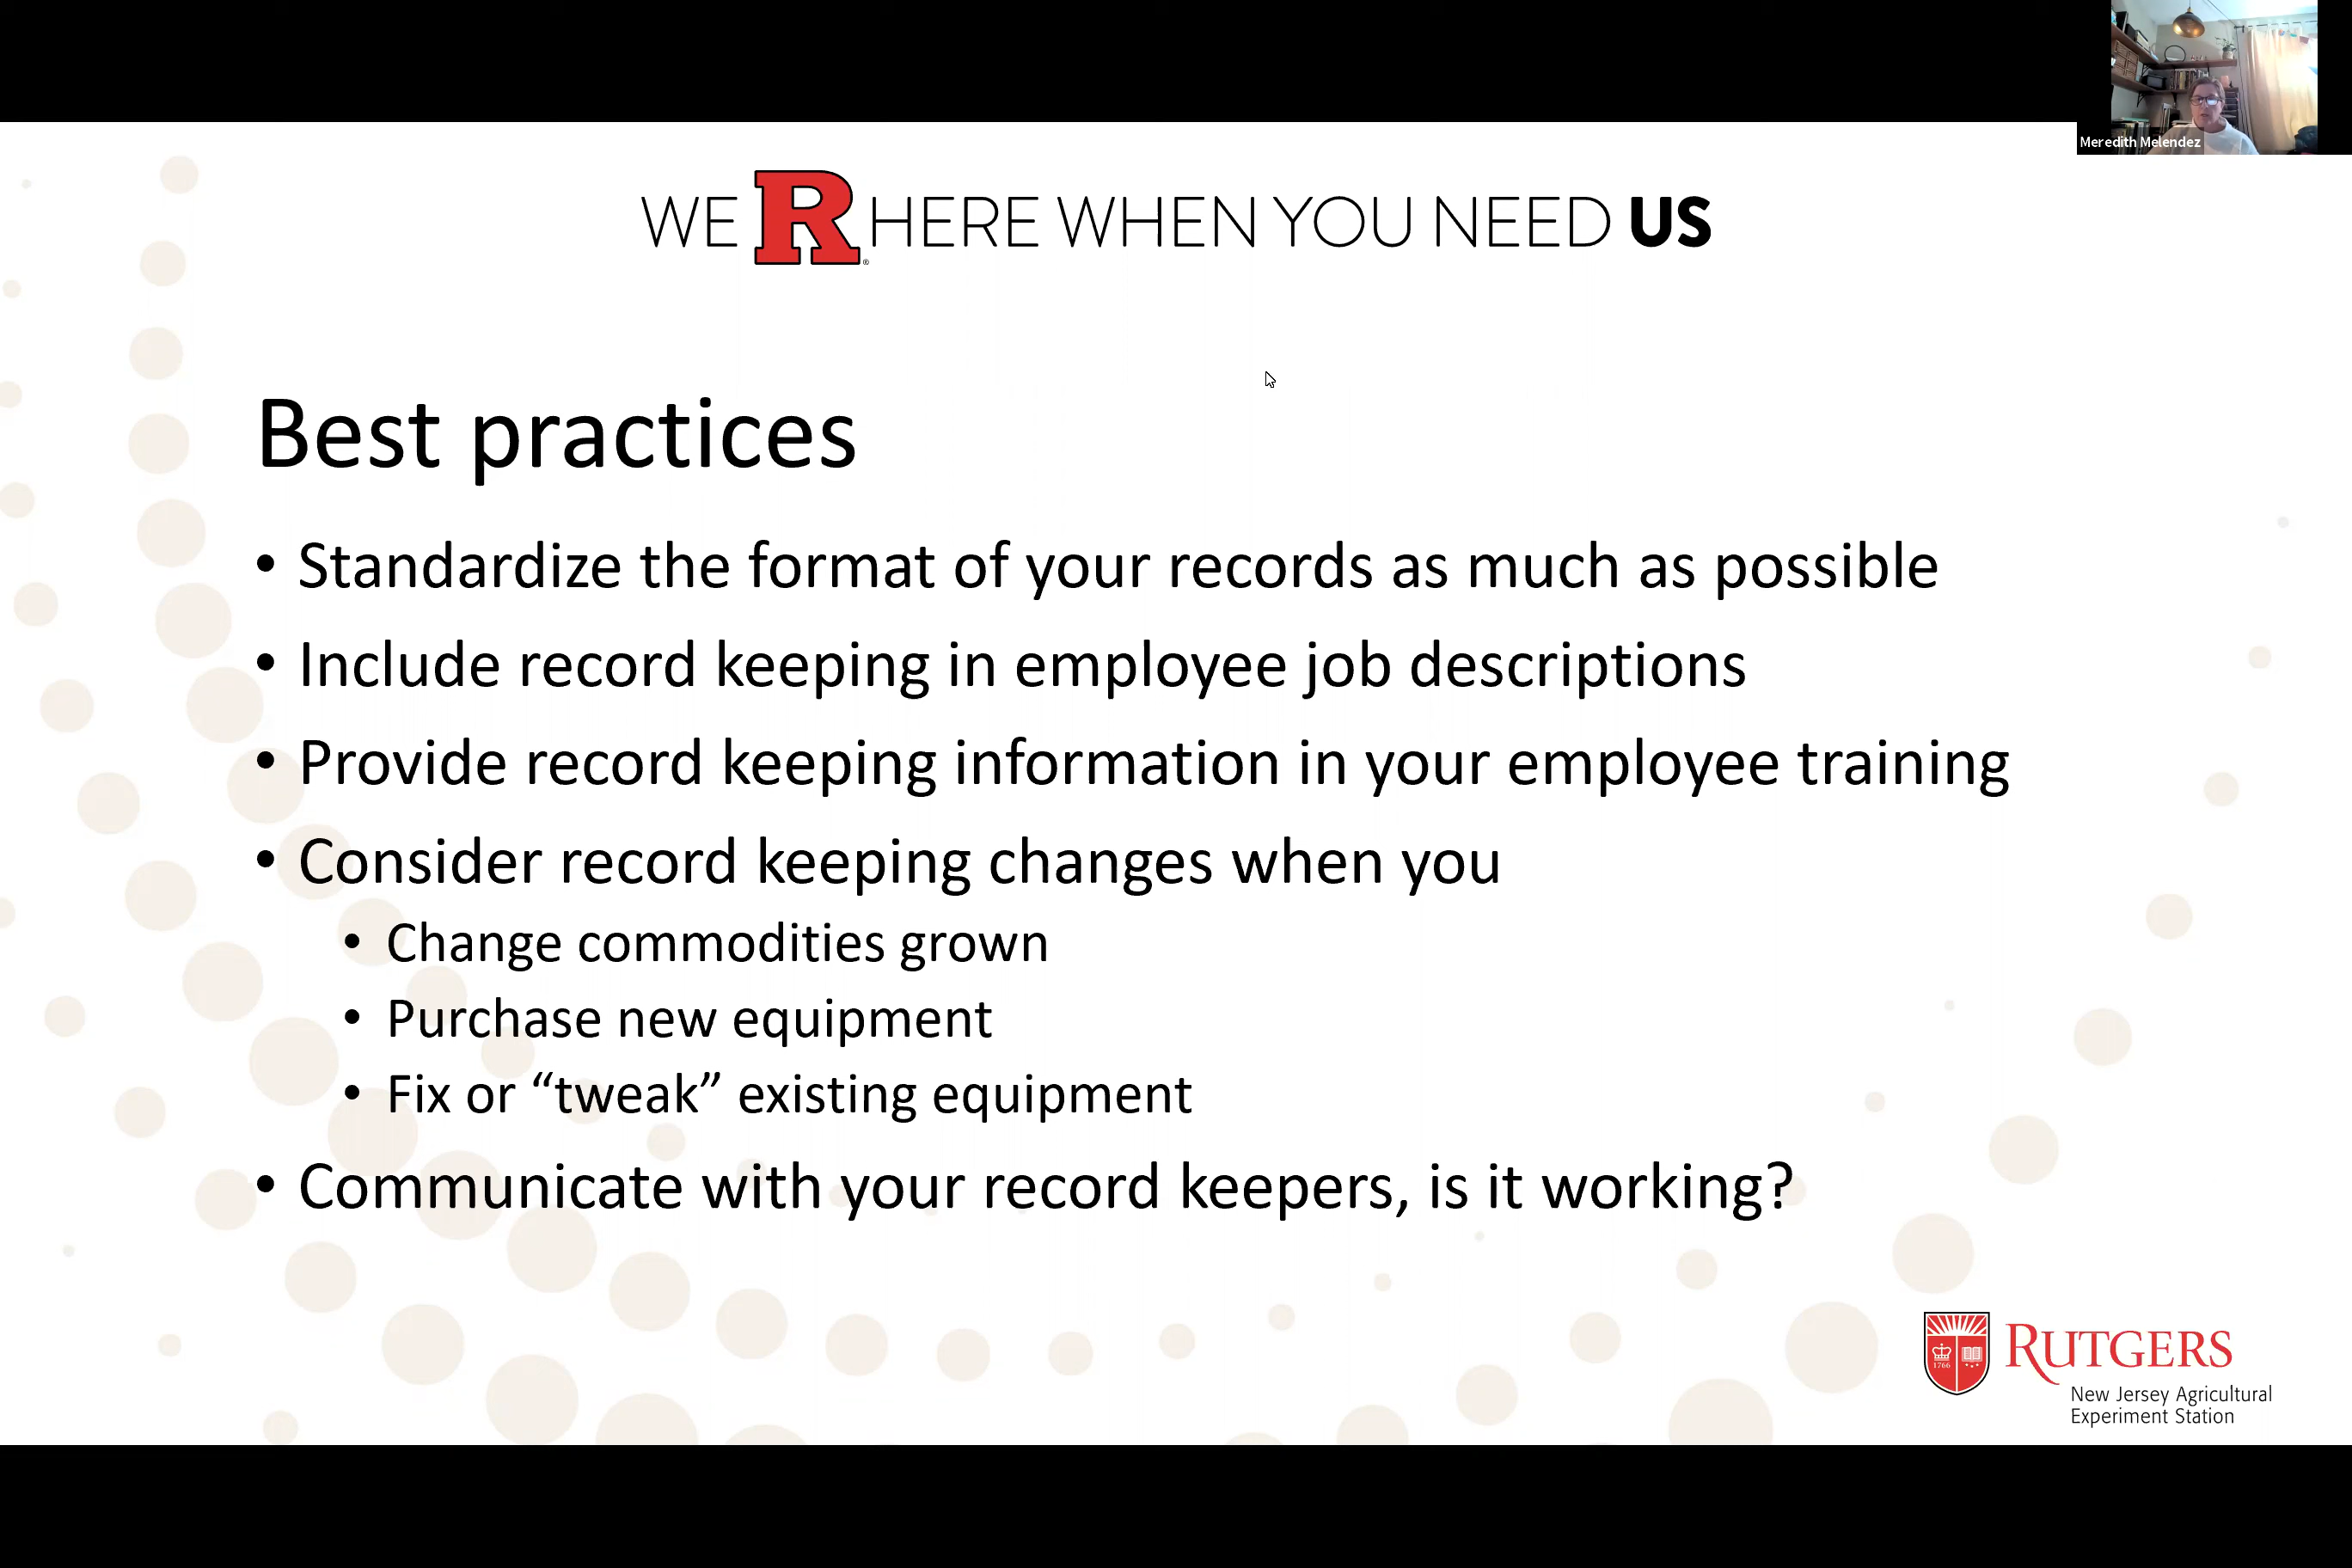 Meredith Melendez
WE R HERE WHEN YOU NEED US
Best practices
• Standardize the format of your records as much as possible
• Include record keeping in employee job descriptions
• Provide record keeping information in your employee training
• Consider record keeping changes when you
• Change commodities grown
• Purchase new equipment
• Fix or “tweak” existing equipment
• Communicate with your record keepers, is it working?
1766
RUTGERS
New Jersey Agricultural
Experiment Station